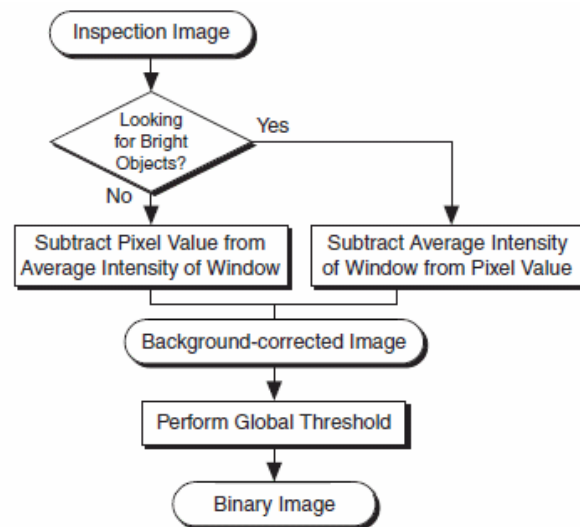 Inspection Image
Looking
for Bright
Objects?
Yes
No
Subtract Pixel Value from
Average Intensity of Window
Subtract Average Intensity
of Window from Pixel Value
Background-corrected Image
Perform Global Threshold
Binary Image